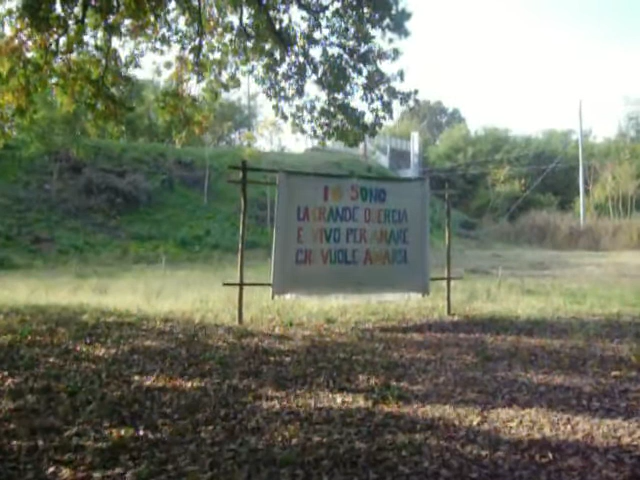 IO SONO
LA GRANDE QUERCIA
E VIVO PER AMARE
CHI VUOLE AMARSI